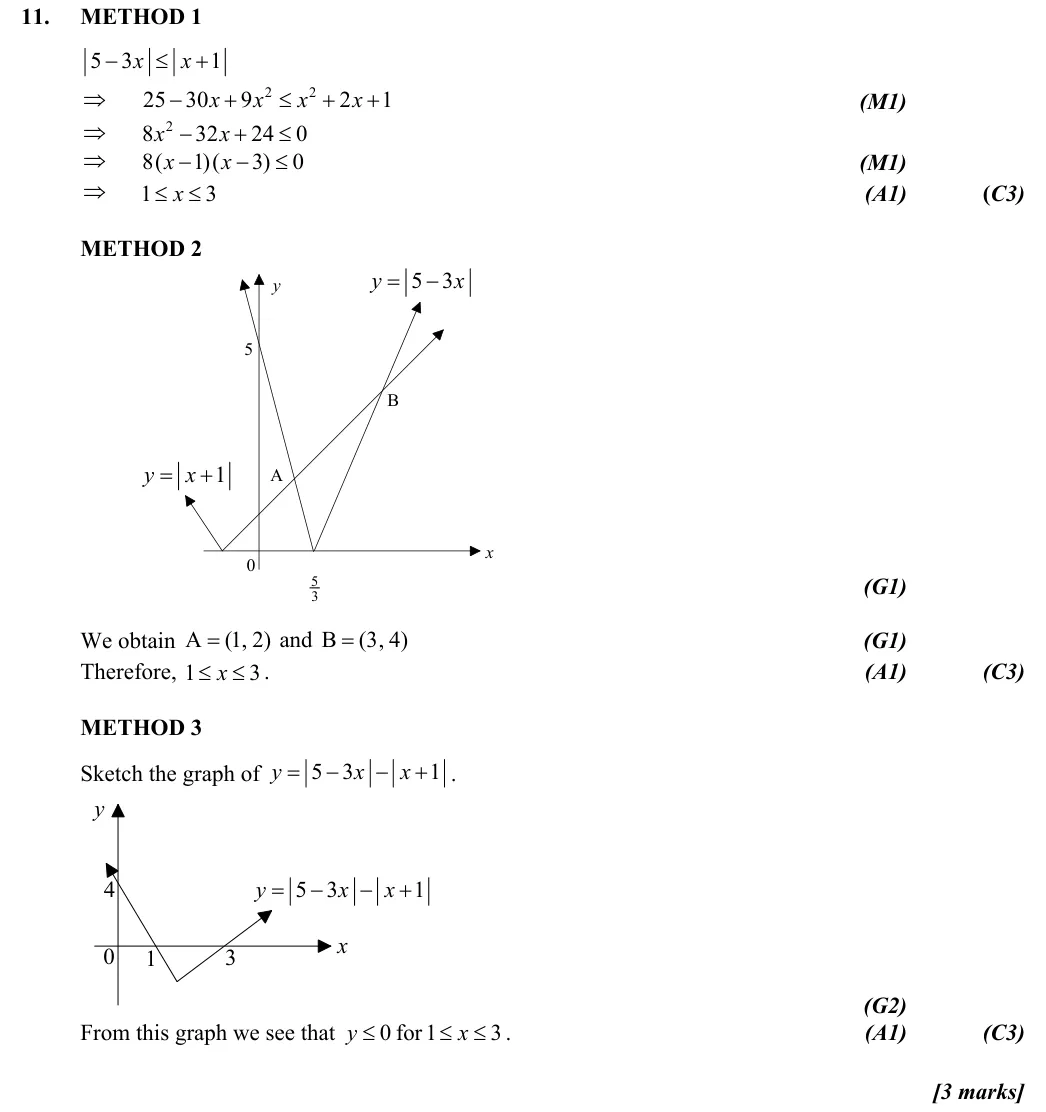 11. METHOD 1
|5 − 3x| ≤ |x + 1|
⇒ 25 − 30x + 9x² ≤ x² + 2x + 1 (M1)
⇒ 8x² − 32x + 24 ≤ 0
⇒ 8(x − 1)(x − 3) ≤ 0 (M1)
⇒ 1 ≤ x ≤ 3 (A1) (C3)
METHOD 2
y y = |5 − 3x|
5
B
y = |x + 1| A
x
0
5/3
(G1)
We obtain A = (1, 2) and B = (3, 4) (G1)
Therefore, 1 ≤ x ≤ 3. (A1) (C3)
METHOD 3
Sketch the graph of y = |5 − 3x| − |x + 1|.
y
4 y = |5 − 3x| − |x + 1|
x
0 1 3
(G2)
From this graph we see that y ≤ 0 for 1 ≤ x ≤ 3. (A1) (C3)
[3 marks]